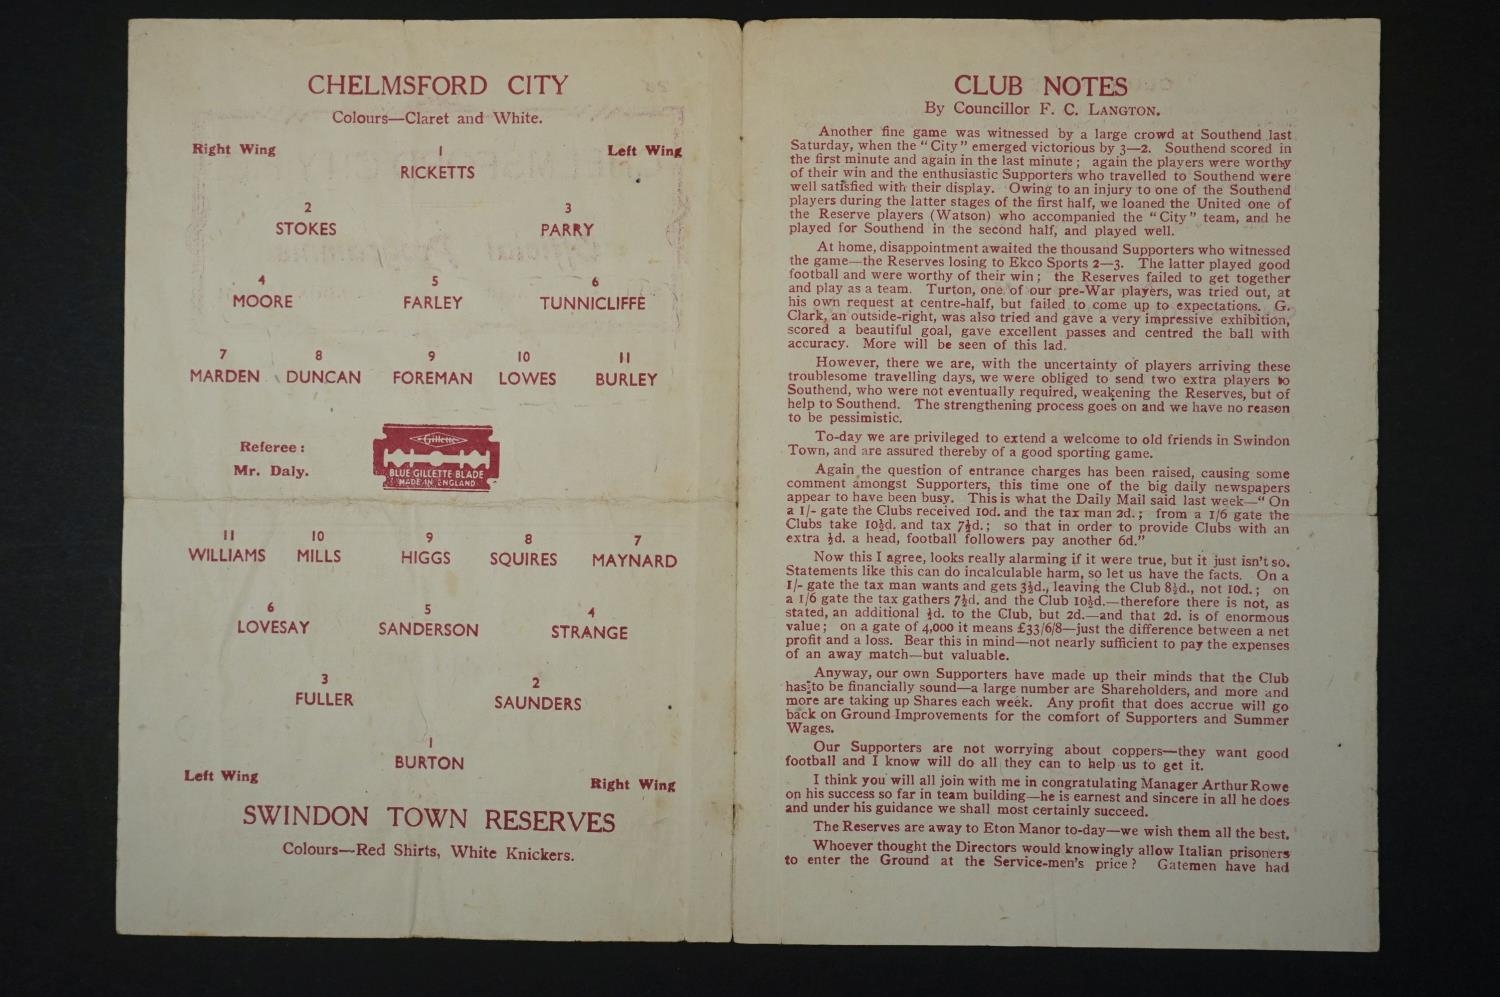 CHELMSFORD CITY
Colours—Claret and White.
Right Wing 1 Left Wing
RICKETTS
2 3
STOKES PARRY
4 5 6
MOORE FARLEY TUNNICLIFFE
7 8 9 10 11
MARDEN DUNCAN FOREMAN LOWES BURLEY
Referee:
Mr. Daly.
Gillette
BLUE GILLETTE BLADE
MADE IN ENGLAND
11 10 9 8 7
WILLIAMS MILLS HIGGS SQUIRES MAYNARD
6 5 4
LOVESAY SANDERSON STRANGE
3 2
FULLER SAUNDERS
1
BURTON
Left Wing Right Wing
SWINDON TOWN RESERVES
Colours—Red Shirts, White Knickers.
CLUB NOTES
By Councillor F. C. LANGTON.
Another fine game was witnessed by a large crowd at Southend last
Saturday, when the "City" emerged victorious by 3—2. Southend scored in
the first minute and again in the last minute; again the players were worthy
of their win and the enthusiastic Supporters who travelled to Southend were
well satisfied with their display. Owing to an injury to one of the Southend
players during the latter stages of the first half, we loaned the United one of
the Reserve players (Watson) who accompanied the "City" team, and he
played for Southend in the second half, and played well.
At home, disappointment awaited the thousand Supporters who witnessed
the game—the Reserves losing to Ekco Sports 2—3. The latter played good
football and were worthy of their win; the Reserves failed to get together
and play as a team. Turton, one of our pre-War players, was tried out, at
his own request at centre-half, but failed to come up to expectations. G.
Clark, an outside-right, was also tried and gave a very impressive exhibition,
scored a beautiful goal, gave excellent passes and centred the ball with
accuracy. More will be seen of this lad.
However, there we are, with the uncertainty of players arriving these
troublesome travelling days, we were obliged to send two extra players to
Southend, who were not eventually required, weakening the Reserves, but of
help to Southend. The strengthening process goes on and we have no reason
to be pessimistic.
To-day we are privileged to extend a welcome to old friends in Swindon
Town, and are assured thereby of a good sporting game.
Again the question of entrance charges has been raised, causing some
comment amongst Supporters, this time one of the big daily newspapers
appear to have been busy. This is what the Daily Mail said last week—"On
a 1/- gate the Clubs received 10d. and the tax man 2d.; from a 1/6 gate the
Clubs take 10½d. and tax 7½d.; so that in order to provide Clubs with an
extra ½d. a head, football followers pay another 6d."
Now this I agree, looks really alarming if it were true, but it just isn't so.
Statements like this can do incalculable harm, so let us have the facts. On a
1/- gate the tax man wants and gets 3½d., leaving the Club 8½d., not 10d.; on
a 1/6 gate the tax gathers 7½d. and the Club 10½d.—therefore there is not, as
stated, an additional ½d. to the Club, but 2d.—and that 2d. is of enormous
value; on a gate of 4,000 it means £33/6/8—just the difference between a net
profit and a loss. Bear this in mind—not nearly sufficient to pay the expenses
of an away match—but valuable.
Anyway, our own Supporters have made up their minds that the Club
has to be financially sound—a large number are Shareholders, and more and
more are taking up Shares each week. Any profit that does accrue will go
back on Ground Improvements for the comfort of Supporters and Summer
Wages.
Our Supporters are not worrying about coppers—they want good
football and I know will do all they can to help us to get it.
I think you will all join with me in congratulating Manager Arthur Rowe
on his success so far in team building—he is earnest and sincere in all he does
and under his guidance we shall most certainly succeed.
The Reserves are away to Eton Manor to-day—we wish them all the best.
Whoever thought the Directors would knowingly allow Italian prisoners
to enter the Ground at the Service-men's price? Gatemen have had